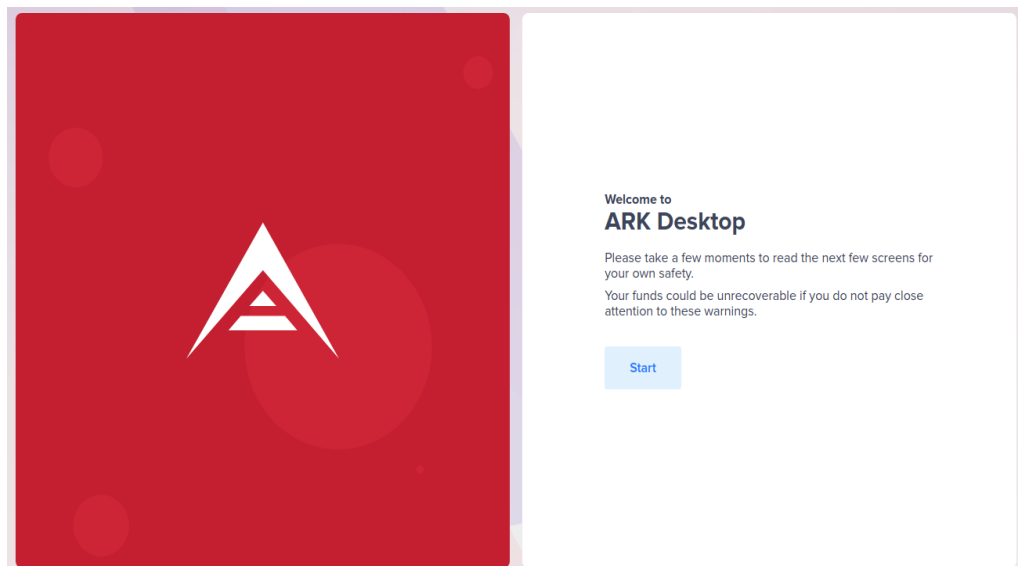 Welcome to
ARK Desktop
Please take a few moments to read the next few screens for
your own safety.
Your funds could be unrecoverable if you do not pay close
attention to these warnings.
Start